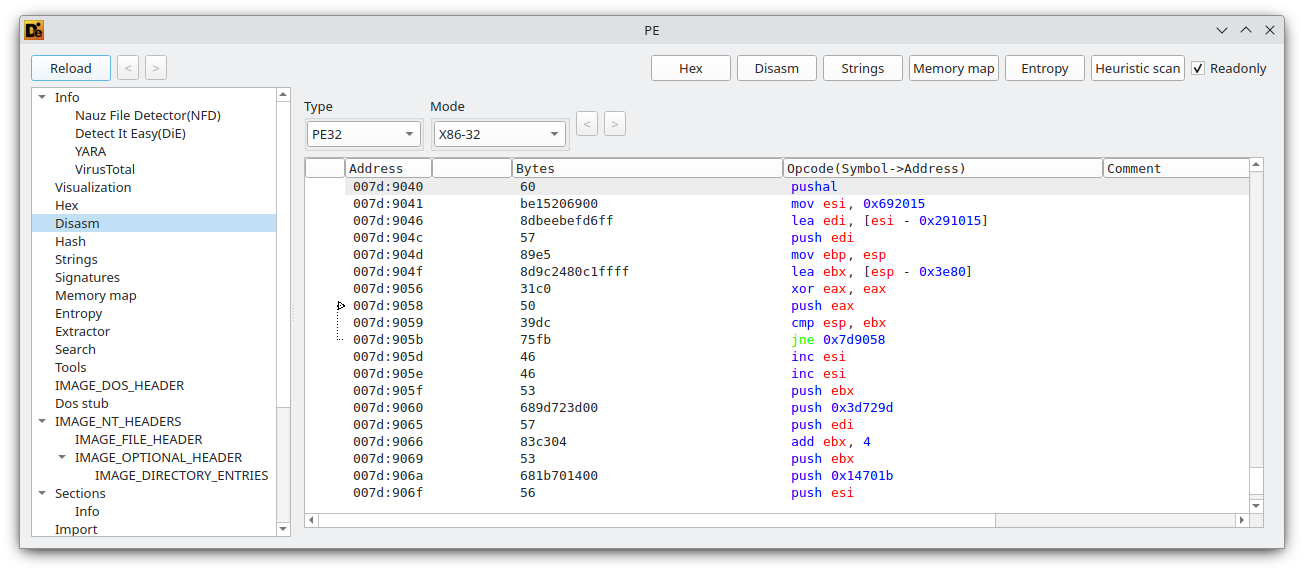 De
PE
Reload < > Hex Disasm Strings Memory map Entropy Heuristic scan Readonly
Info
Nauz File Detector(NFD)
Detect It Easy(DiE)
YARA
VirusTotal
Visualization
Hex
Disasm
Hash
Strings
Signatures
Memory map
Entropy
Extractor
Search
Tools
IMAGE_DOS_HEADER
Dos stub
IMAGE_NT_HEADERS
IMAGE_FILE_HEADER
IMAGE_OPTIONAL_HEADER
IMAGE_DIRECTORY_ENTRIES
Sections
Info
Import
Type Mode
PE32 X86-32 < >
Address Bytes Opcode(Symbol->Address) Comment
007d:9040 60 pushal
007d:9041 be15206900 mov esi, 0x692015
007d:9046 8dbeebefd6ff lea edi, [esi - 0x291015]
007d:904c 57 push edi
007d:904d 89e5 mov ebp, esp
007d:904f 8d9c2480c1ffff lea ebx, [esp - 0x3e80]
007d:9056 31c0 xor eax, eax
007d:9058 50 push eax
007d:9059 39dc cmp esp, ebx
007d:905b 75fb jne 0x7d9058
007d:905d 46 inc esi
007d:905e 46 inc esi
007d:905f 53 push ebx
007d:9060 689d723d00 push 0x3d729d
007d:9065 57 push edi
007d:9066 83c304 add ebx, 4
007d:9069 53 push ebx
007d:906a 681b701400 push 0x14701b
007d:906f 56 push esi